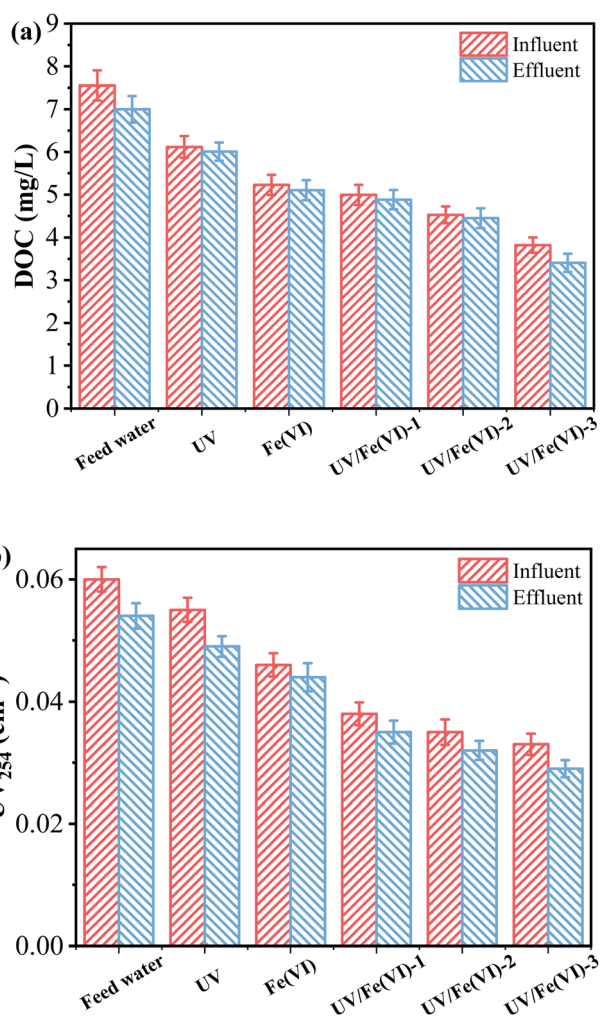 (a)
Influent
Effluent
DOC (mg/L)
9
8
7
6
5
4
3
2
1
0
Feed water
UV
Fe(VI)
UV/Fe(VI)-1
UV/Fe(VI)-2
UV/Fe(VI)-3
Influent
Effluent
0.06
0.04
0.02
0.00
Feed water
UV
Fe(VI)
UV/Fe(VI)-1
UV/Fe(VI)-2
UV/Fe(VI)-3